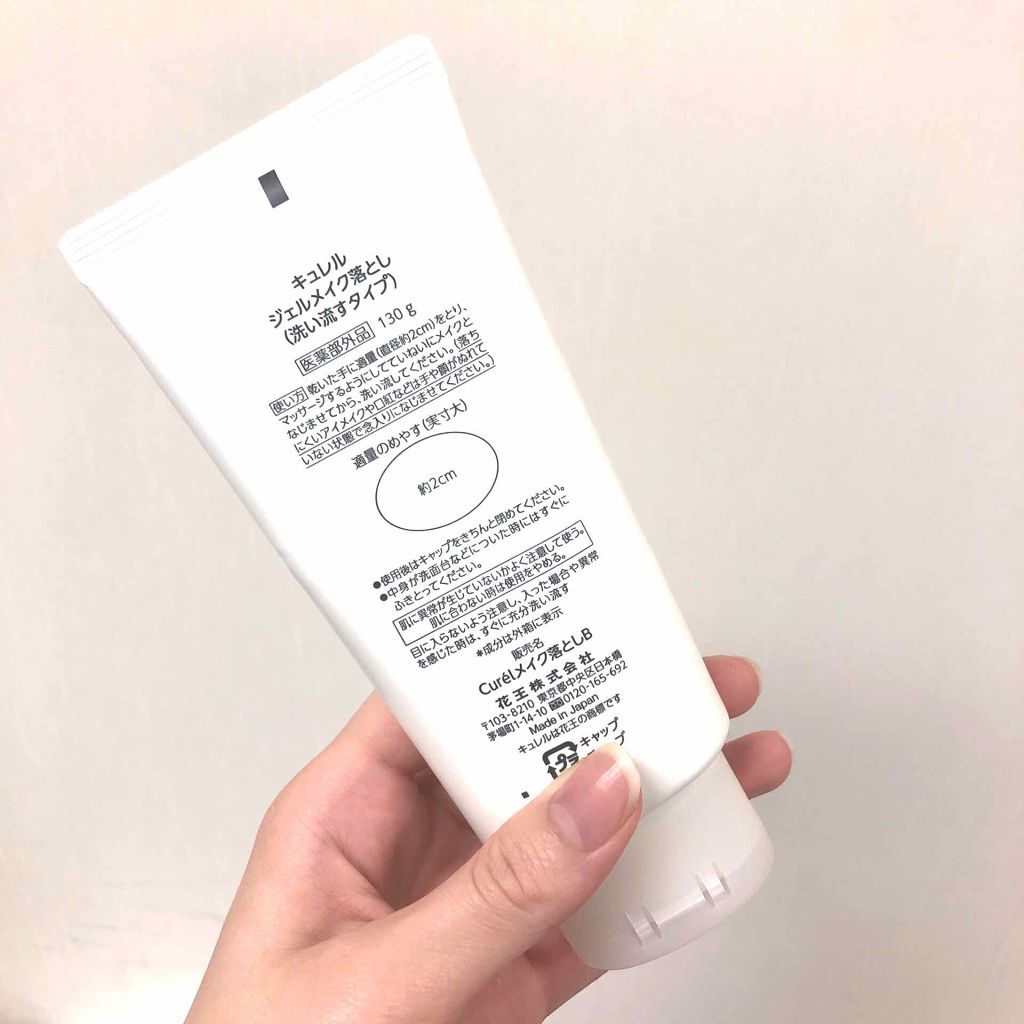 キュレル
ジェルメイク落とし
(洗い流すタイプ)
医薬部外品 130 g
使い方 乾いた手に適量(直径約2cm)をとり、
マッサージするようにしてていねいにメイクと
なじませてから、洗い流してください。(落ち
にくいアイメイクや口紅などは手や顔がぬれて
いない状態で念入りになじませてください。)
適量のめやす(実寸大)
約2cm
●使用後はキャップをきちんと閉めてください。
●中身が洗面台などについた時にはすぐに
ふきとってください。
肌に異常が生じていないかよく注意して使う。
肌に合わない時は使用をやめる。
目に入らないよう注意し、入った場合や異常
を感じた時は、すぐに充分洗い流す
*成分は外箱に表示
販売名
Curélメイク落としB
花王株式会社
〒103-8210 東京都中央区日本橋
茅場町1-14-10 0120-165-692
Made in Japan
キュレルは花王の商標です
プラ キャップ